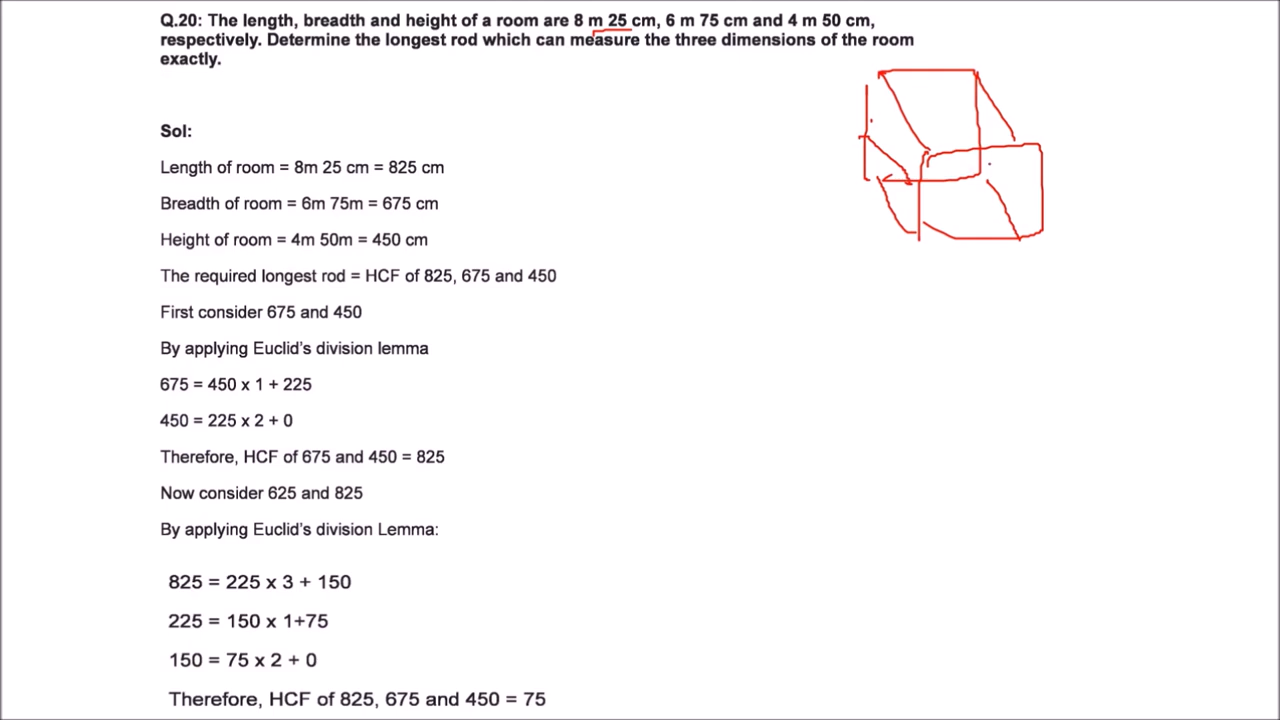 Q.20: The length, breadth and height of a room are 8 m 25 cm, 6 m 75 cm and 4 m 50 cm,
respectively. Determine the longest rod which can measure the three dimensions of the room
exactly.
Sol:
Length of room = 8m 25 cm = 825 cm
Breadth of room = 6m 75m = 675 cm
Height of room = 4m 50m = 450 cm
The required longest rod = HCF of 825, 675 and 450
First consider 675 and 450
By applying Euclid’s division lemma
675 = 450 x 1 + 225
450 = 225 x 2 + 0
Therefore, HCF of 675 and 450 = 825
Now consider 625 and 825
By applying Euclid’s division Lemma:
825 = 225 x 3 + 150
225 = 150 x 1+75
150 = 75 x 2 + 0
Therefore, HCF of 825, 675 and 450 = 75